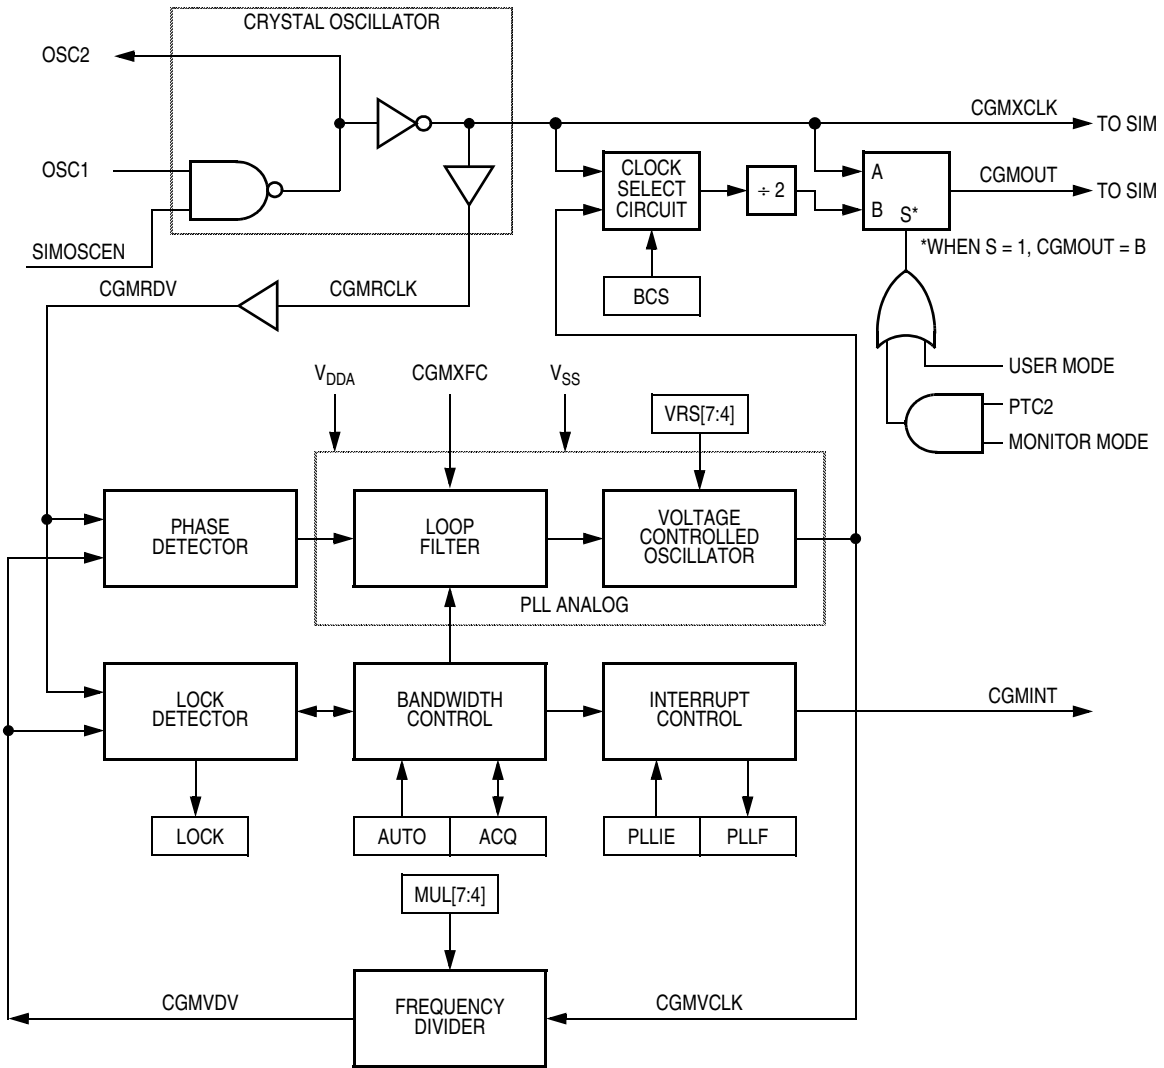 CRYSTAL OSCILLATOR
OSC2
CGMXCLK
TO SIM
OSC1
CLOCK
SELECT
CIRCUIT
÷ 2
A
B
S*
CGMOUT
TO SIM
SIMOSCEN
*WHEN S = 1, CGMOUT = B
CGMRDV
CGMRCLK
BCS
USER MODE
VDDA
CGMXFC
VSS
VRS[7:4]
PTC2
MONITOR MODE
PHASE
DETECTOR
LOOP
FILTER
VOLTAGE
CONTROLLED
OSCILLATOR
PLL ANALOG
LOCK
DETECTOR
BANDWIDTH
CONTROL
INTERRUPT
CONTROL
CGMINT
LOCK
AUTO
ACQ
PLLIE
PLLF
MUL[7:4]
CGMVDV
FREQUENCY
DIVIDER
CGMVCLK